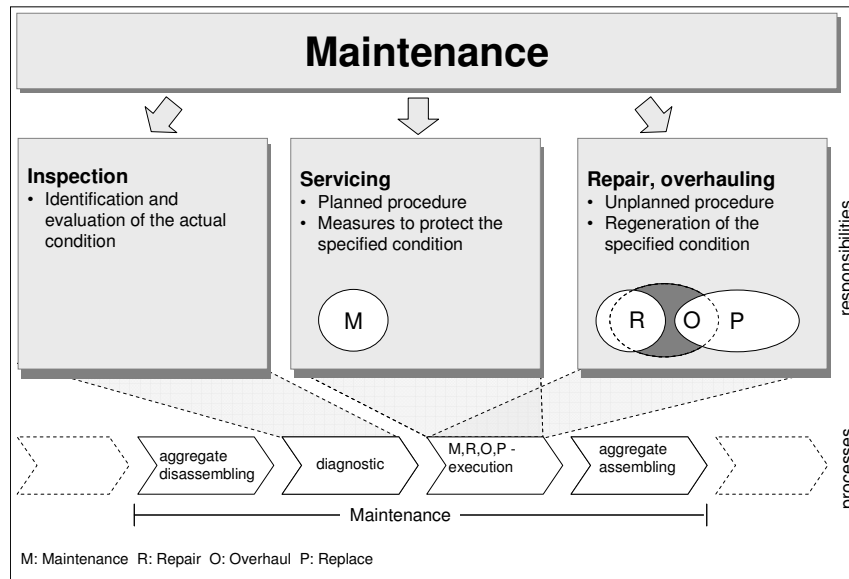 Maintenance
Inspection
• Identification and
evaluation of the actual
condition
Servicing
• Planned procedure
• Measures to protect the
specified condition
M
Repair, overhauling
• Unplanned procedure
• Regeneration of the
specified condition
R O P
responsibilities
aggregate
disassembling
diagnostic
M,R,O,P -
execution
aggregate
assembling
processes
Maintenance
M: Maintenance R: Repair O: Overhaul P: Replace